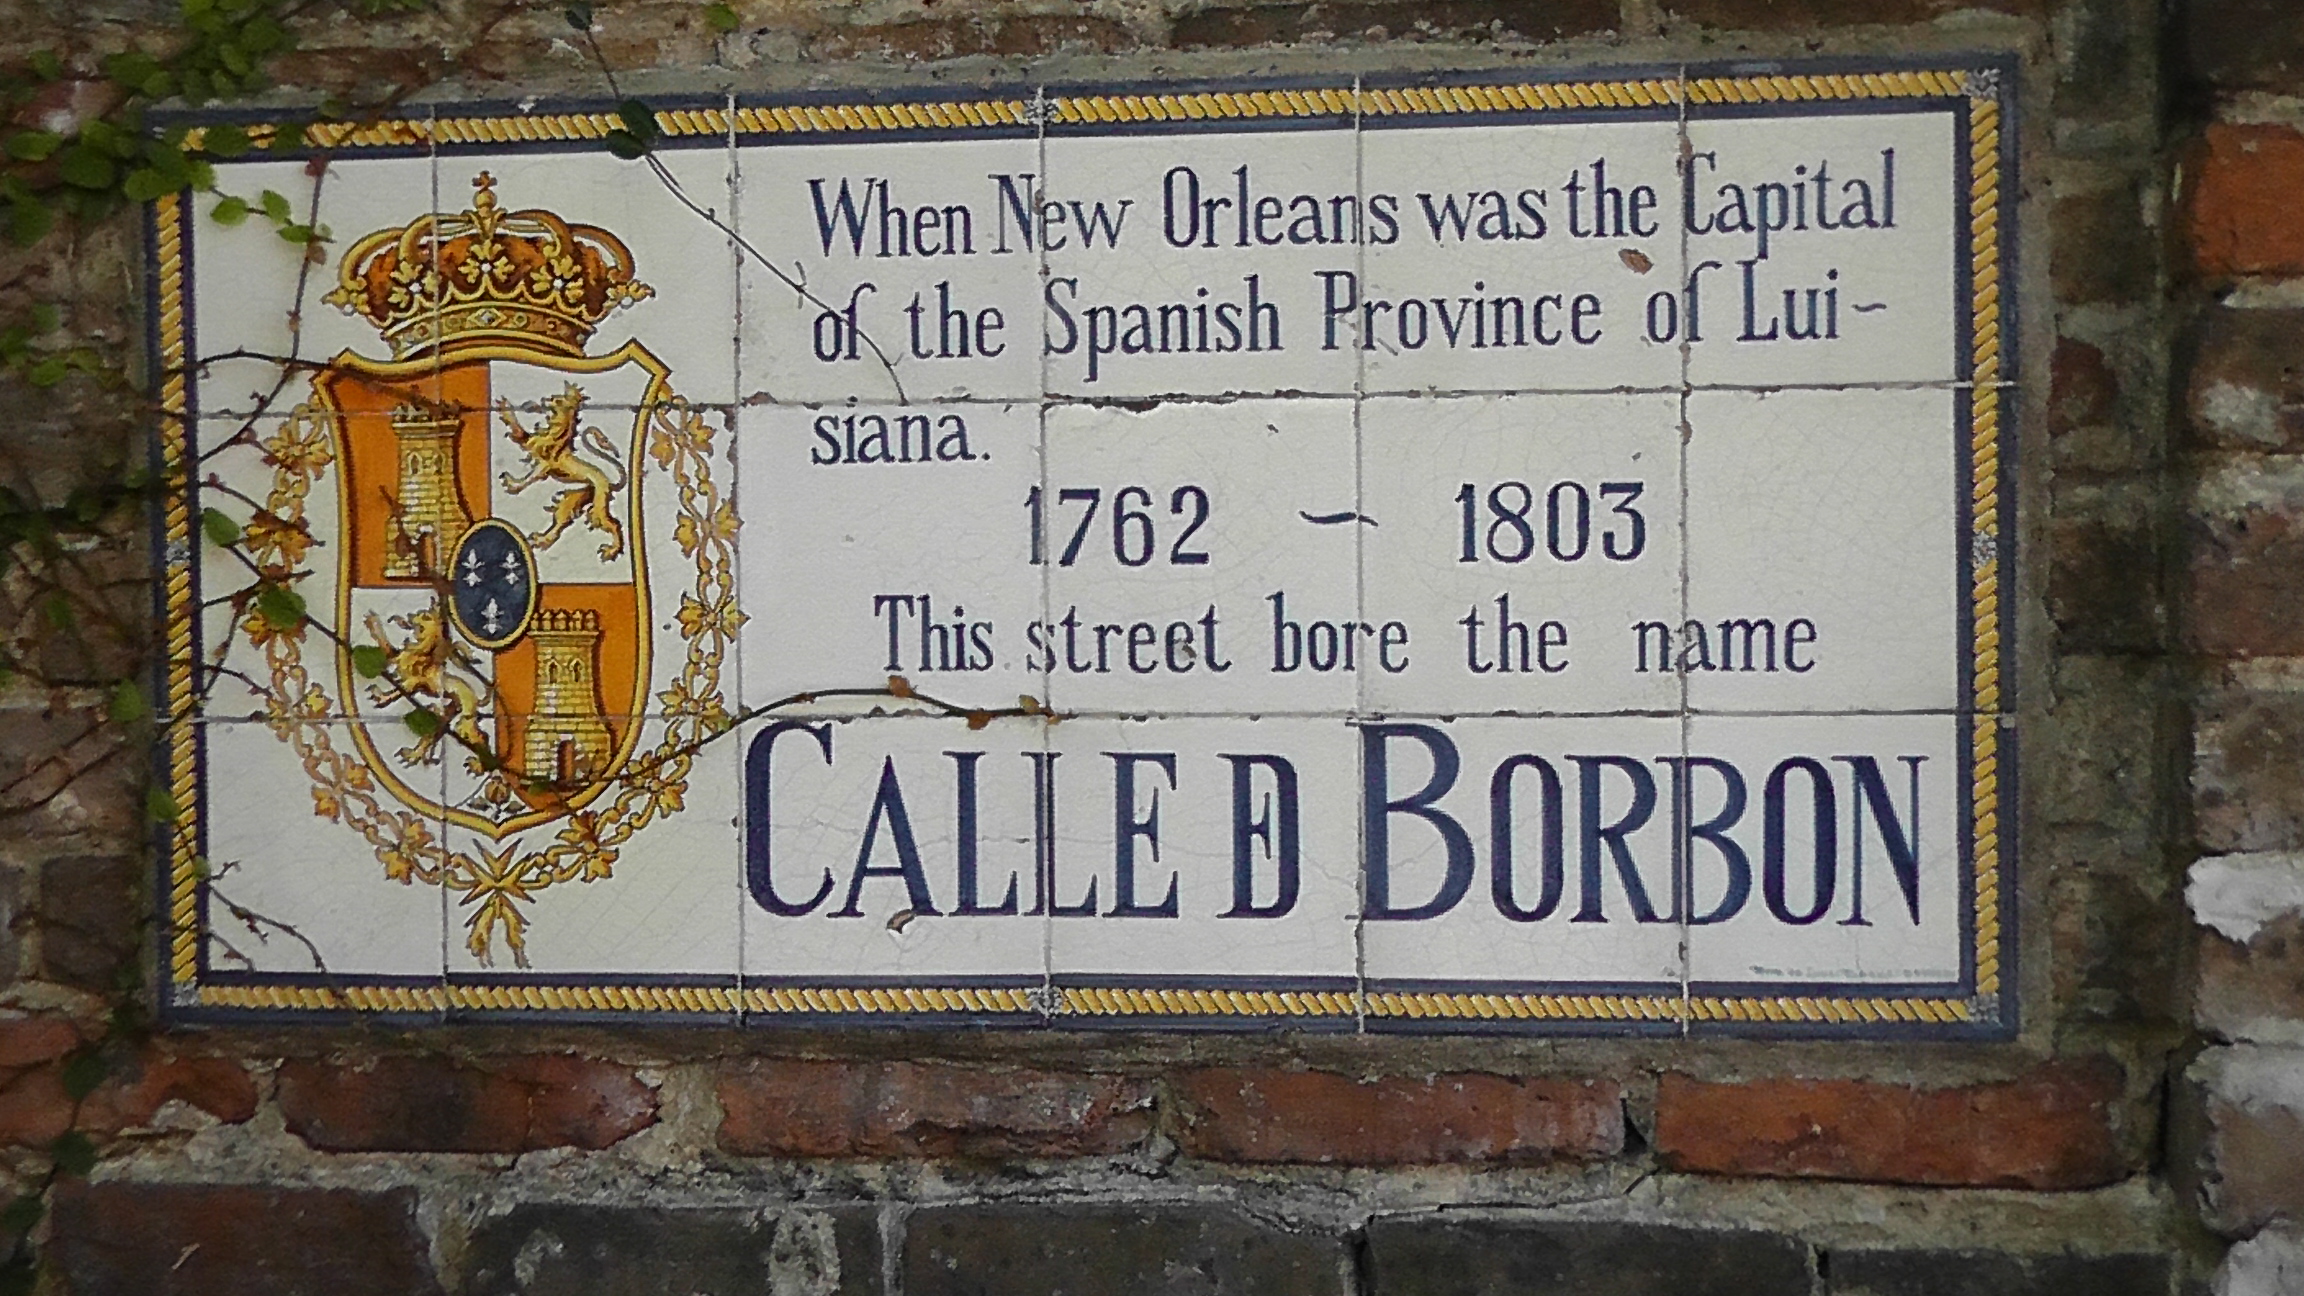 When New Orleans was the Capital
of the Spanish Province of Lui-
siana.
1762 - 1803
This street bore the name
CALLE DE BORBON